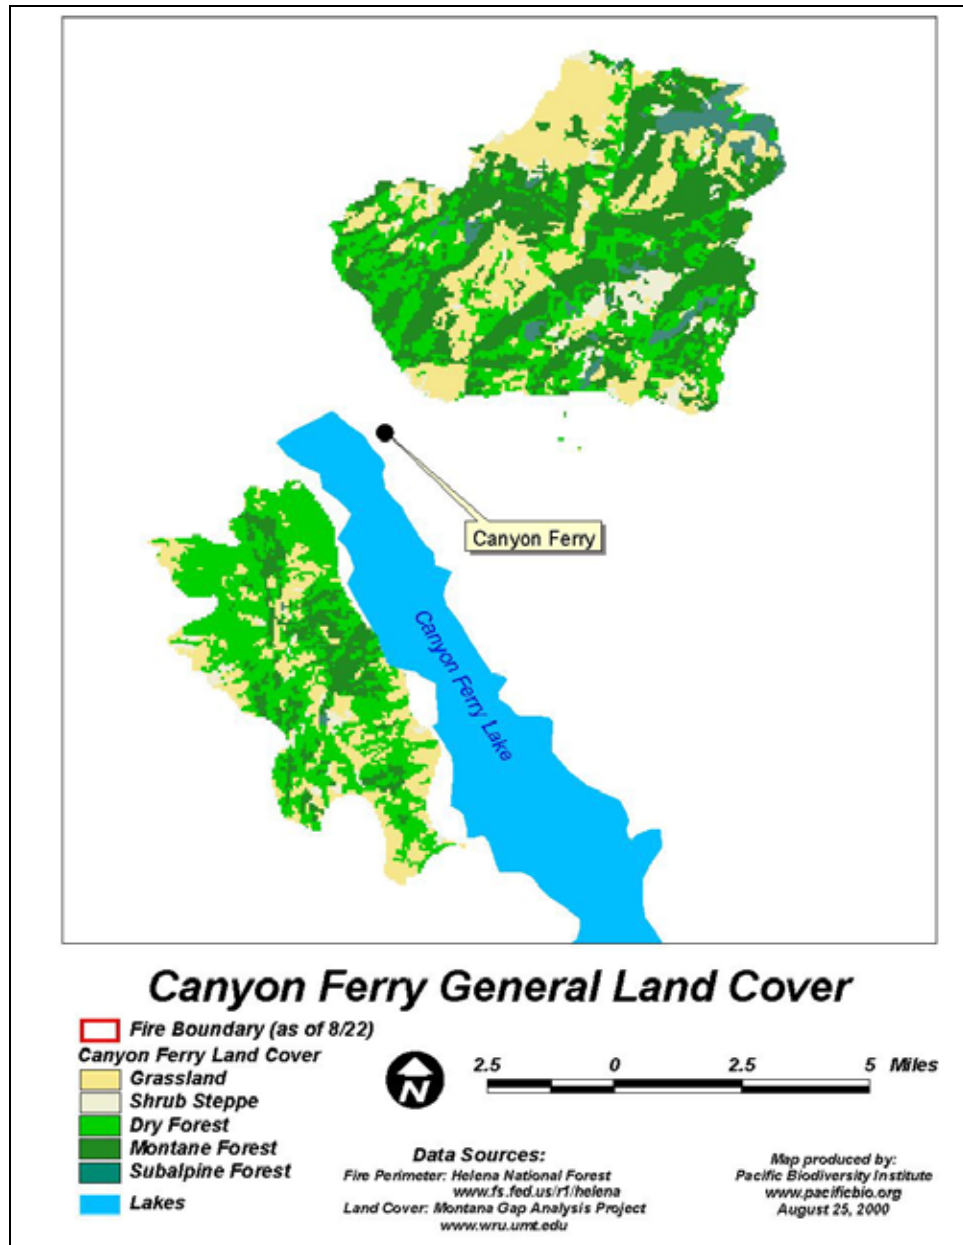 Canyon Ferry
Canyon Ferry Lake
Canyon Ferry General Land Cover
Fire Boundary (as of 8/22)
Canyon Ferry Land Cover
Grassland
Shrub Steppe
Dry Forest
Montane Forest
Subalpine Forest
Lakes
N
2.5 0 2.5 5 Miles
Data Sources:
Fire Perimeter: Helena National Forest
www.fs.fed.us/r1/helena
Land Cover: Montana Gap Analysis Project
www.wru.umt.edu
Map produced by:
Pacific Biodiversity Institute
www.pacificbio.org
August 25, 2000